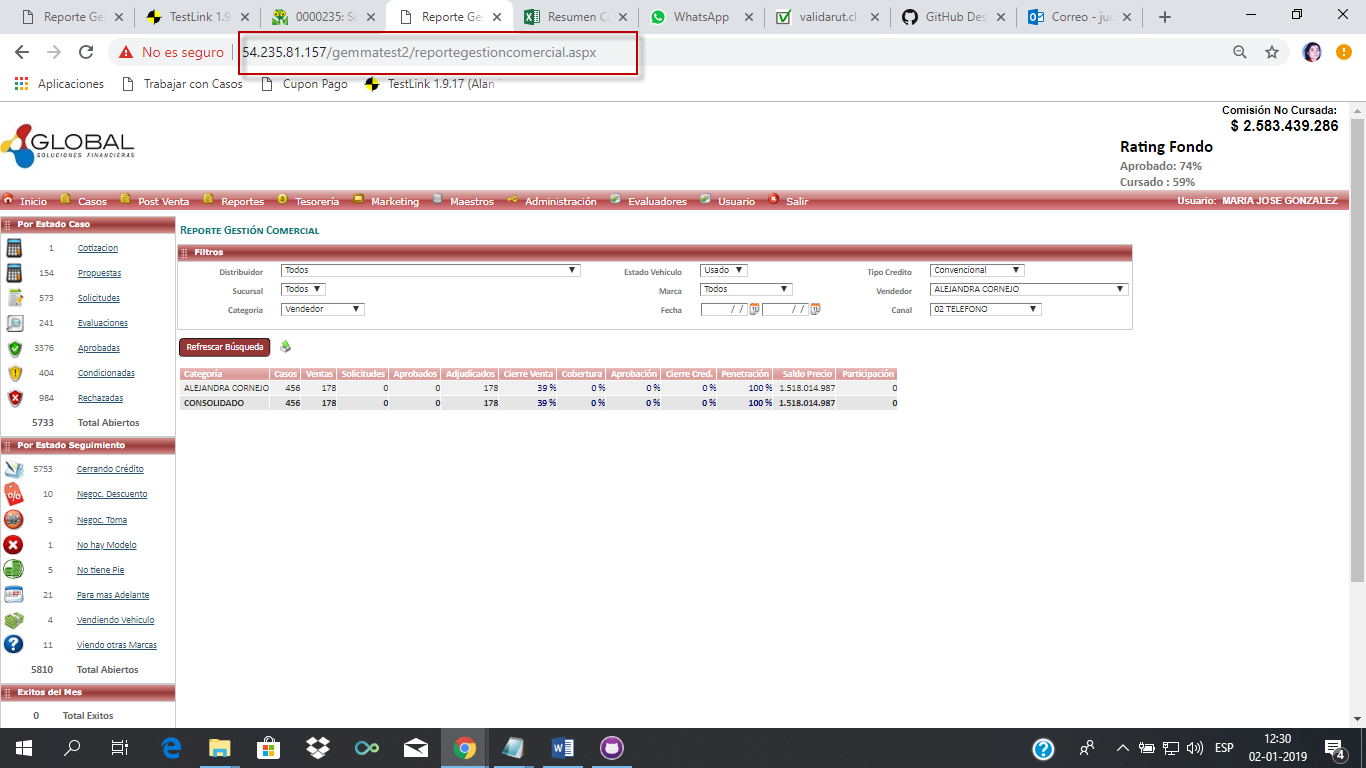 Reporte Ge
TestLink 1.9
0000235: Su
Reporte Ge
Resumen C
WhatsApp
validarut.cl
GitHub Des
Correo - juc
No es seguro | 54.235.81.157/gemmatest2/reportegestioncomercial.aspx
Aplicaciones
Trabajar con Casos
Cupon Pago
TestLink 1.9.17 (Alan
Comisión No Cursada:
$ 2.583.439.286
GLOBAL
SOLUCIONES FINANCIERAS
Rating Fondo
Aprobado: 74%
Cursado : 59%
Inicio Casos Post Venta Reportes Tesorería Marketing Maestros Administración Evaluadores Usuario Salir
Usuario: MARIA JOSE GONZALEZ
Por Estado Caso
1 Cotizacion
154 Propuestas
573 Solicitudes
241 Evaluaciones
3376 Aprobadas
404 Condicionadas
984 Rechazadas
5733 Total Abiertos
Por Estado Seguimiento
5753 Cerrando Crédito
10 Negoc. Descuento
5 Negoc. Toma
1 No hay Modelo
5 No tiene Pie
21 Para mas Adelante
4 Vendiendo Vehiculo
11 Viendo otras Marcas
5810 Total Abiertos
Exitos del Mes
0 Total Exitos
REPORTE GESTIÓN COMERCIAL
Filtros
Distribuidor Todos Estado Vehículo Usado Tipo Credito Convencional
Sucursal Todos Marca Todos Vendedor ALEJANDRA CORNEJO
Categoria Vendedor Fecha / / / / Canal 02 TELEFONO
Refrescar Búsqueda
Categoría Casos Ventas Solicitudes Aprobados Adjudicados Cierre Venta Cobertura Aprobación Cierre Cred. Penetración Saldo Precio Participación
ALEJANDRA CORNEJO 456 178 0 0 178 39 % 0 % 0 % 0 % 100 % 1.518.014.987 0
CONSOLIDADO 456 178 0 0 178 39 % 0 % 0 % 0 % 100 % 1.518.014.987 0
ESP
12:30
02-01-2019
4